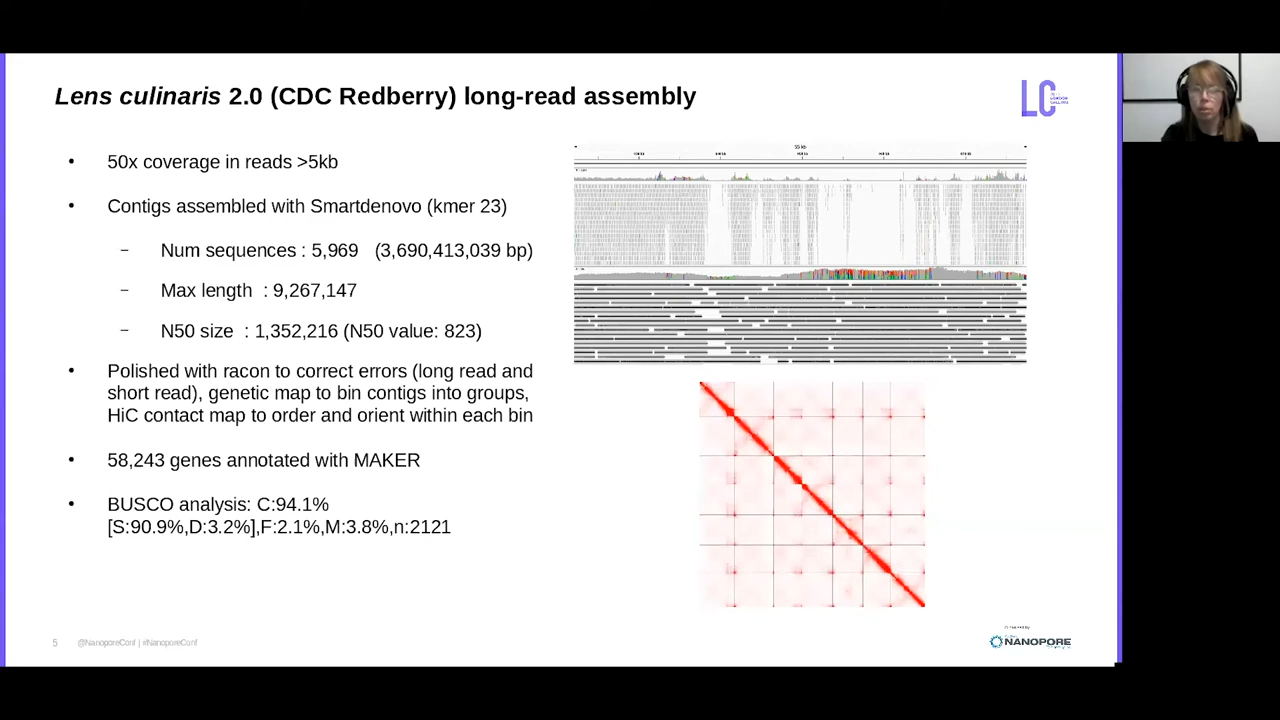 Lens culinaris 2.0 (CDC Redberry) long-read assembly
LC
• 50x coverage in reads >5kb
• Contigs assembled with Smartdenovo (kmer 23)
– Num sequences : 5,969 (3,690,413,039 bp)
– Max length : 9,267,147
– N50 size : 1,352,216 (N50 value: 823)
• Polished with racon to correct errors (long read and
short read), genetic map to bin contigs into groups,
HiC contact map to order and orient within each bin
• 58,243 genes annotated with MAKER
• BUSCO analysis: C:94.1%
[S:90.9%,D:3.2%],F:2.1%,M:3.8%,n:2121
55 kb
5 @NanoporeConf | #NanoporeConf
NANOPORE